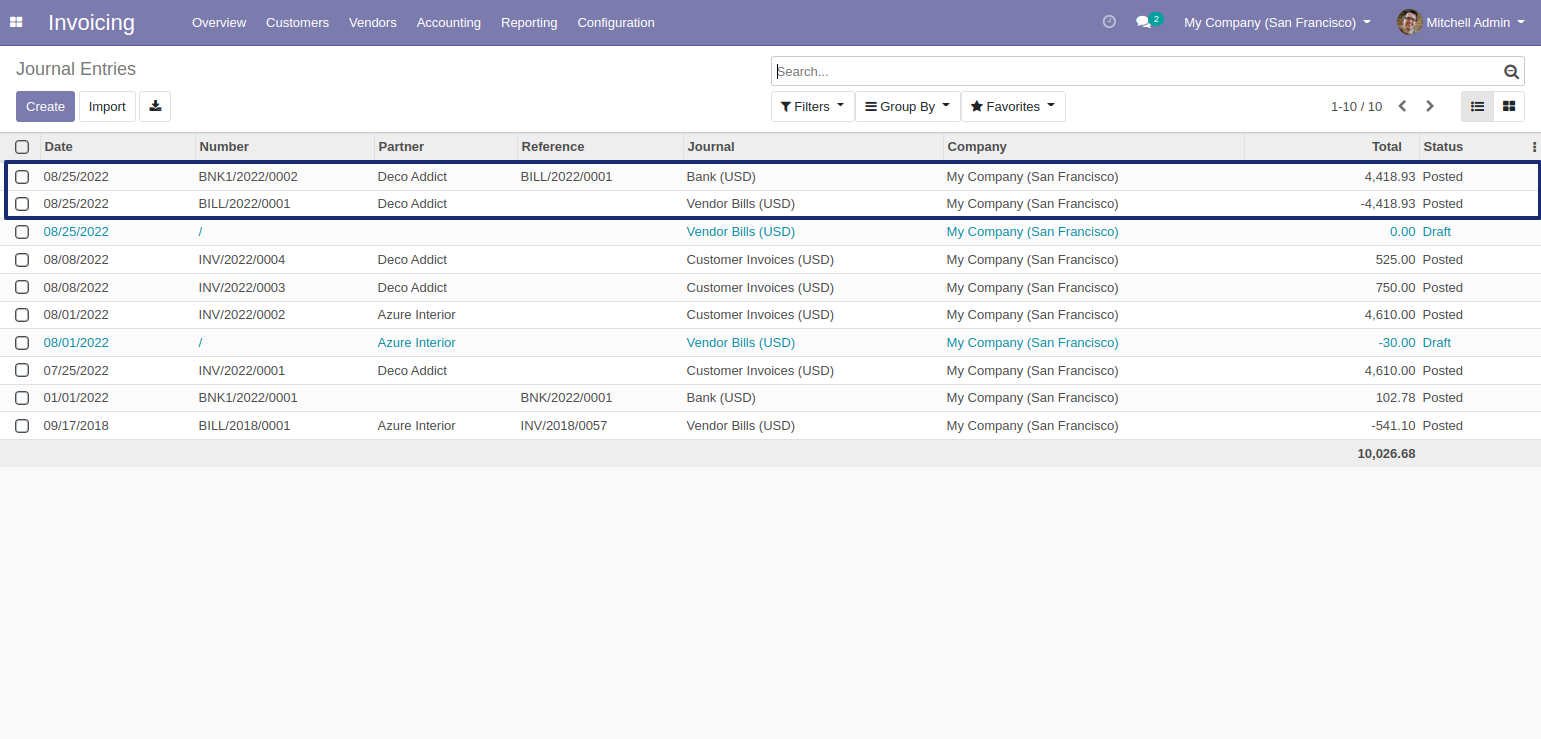 Invoicing Overview Customers Vendors Accounting Reporting Configuration 2 My Company (San Francisco) Mitchell Admin
Journal Entries Search...
Create Import Filters Group By Favorites 1-10 / 10
Date Number Partner Reference Journal Company Total Status
08/25/2022 BNK1/2022/0002 Deco Addict BILL/2022/0001 Bank (USD) My Company (San Francisco) 4,418.93 Posted
08/25/2022 BILL/2022/0001 Deco Addict Vendor Bills (USD) My Company (San Francisco) -4,418.93 Posted
08/25/2022 / Vendor Bills (USD) My Company (San Francisco) 0.00 Draft
08/08/2022 INV/2022/0004 Deco Addict Customer Invoices (USD) My Company (San Francisco) 525.00 Posted
08/08/2022 INV/2022/0003 Deco Addict Customer Invoices (USD) My Company (San Francisco) 750.00 Posted
08/01/2022 INV/2022/0002 Azure Interior Customer Invoices (USD) My Company (San Francisco) 4,610.00 Posted
08/01/2022 / Azure Interior Vendor Bills (USD) My Company (San Francisco) -30.00 Draft
07/25/2022 INV/2022/0001 Deco Addict Customer Invoices (USD) My Company (San Francisco) 4,610.00 Posted
01/01/2022 BNK1/2022/0001 BNK/2022/0001 Bank (USD) My Company (San Francisco) 102.78 Posted
09/17/2018 BILL/2018/0001 Azure Interior INV/2018/0057 Vendor Bills (USD) My Company (San Francisco) -541.10 Posted
10,026.68